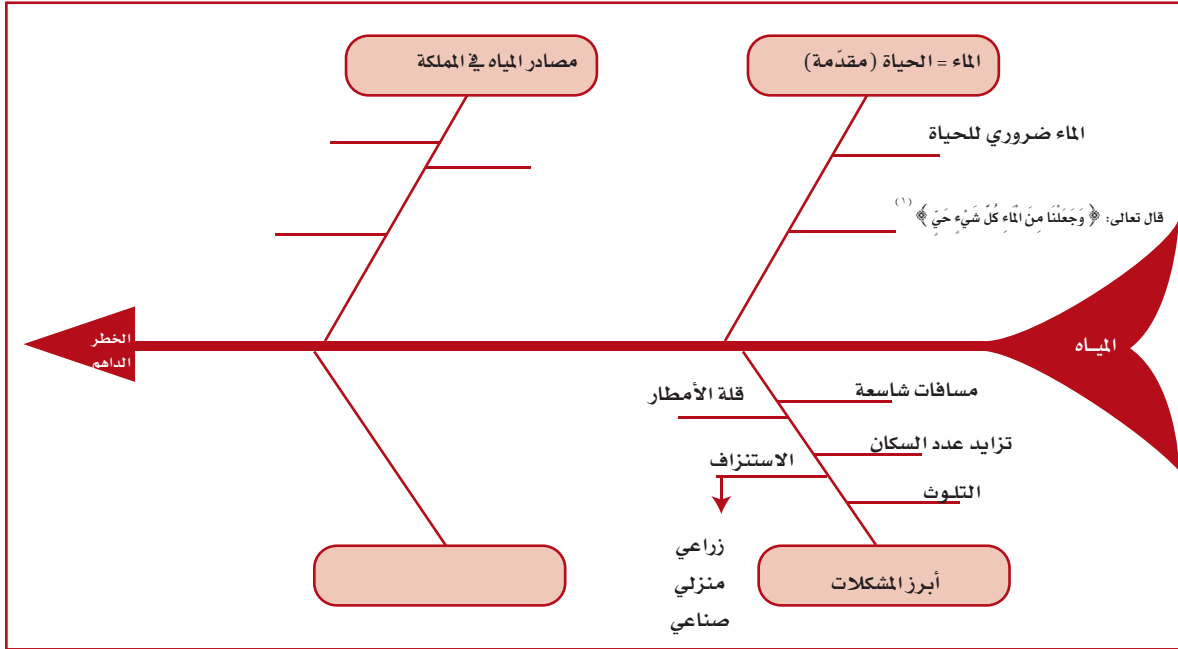 الماء = الحياة (مقدّمة)
مصادر المياه في المملكة
الماء ضروري للحياة
قال تعالى: ﴿ وَجَعَلْنَا مِنَ الْمَاءِ كُلَّ شَيْءٍ حَيٍّ ﴾ (١)
المياه
الخطر
الداهم
مسافات شاسعة
قلة الأمطار
تزايد عدد السكان
الاستنزاف
التلوث
زراعي
منزلي
صناعي
أبرز المشكلات